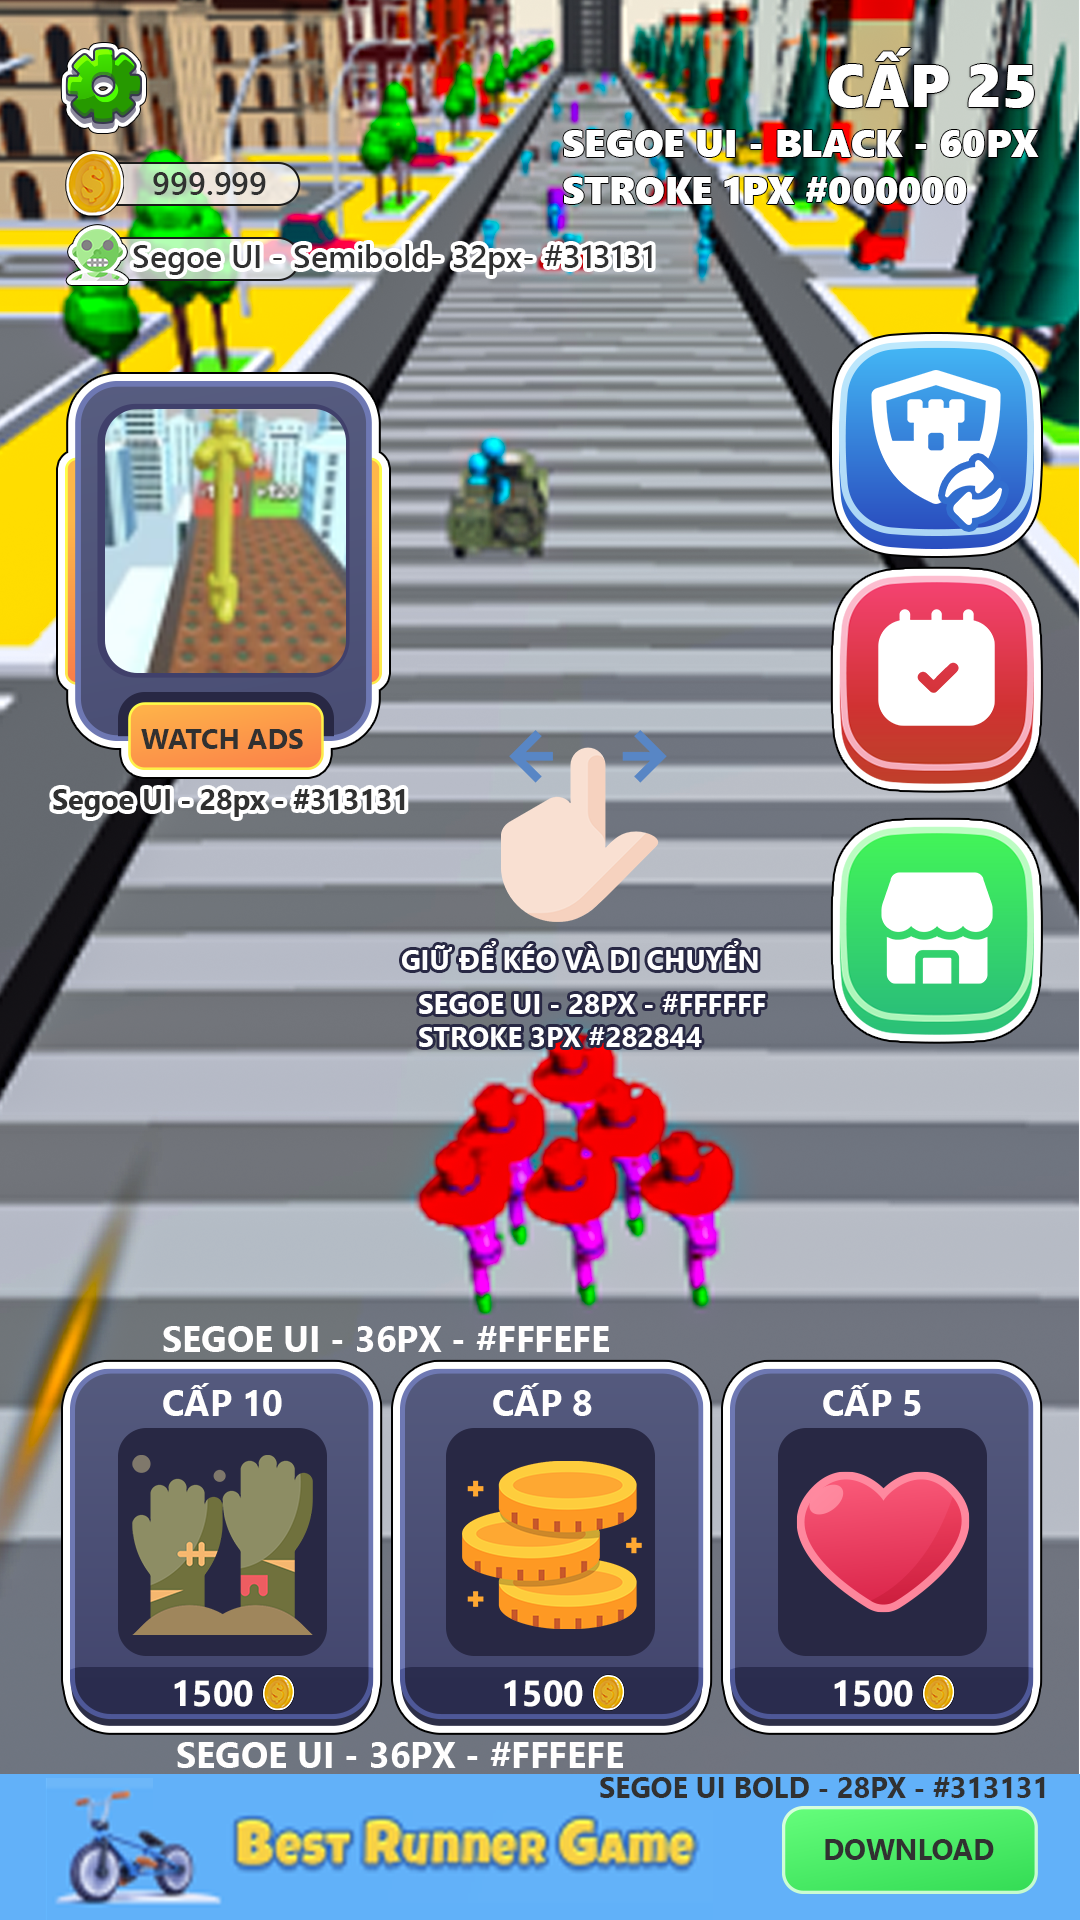 CẤP 25
SEGOE UI - BLACK - 60PX
STROKE 1PX #000000
999.999
Segoe UI - Semibold- 32px- #313131
WATCH ADS
Segoe UI - 28px - #313131
GIỮ ĐỂ KÉO VÀ DI CHUYỂN
SEGOE UI - 28PX - #FFFFFF
STROKE 3PX #282844
SEGOE UI - 36PX - #FFFEFE
CẤP 10
CẤP 8
CẤP 5
1500
1500
1500
SEGOE UI - 36PX - #FFFEFE
SEGOE UI BOLD - 28PX - #313131
BEST RUNNER GAME
DOWNLOAD